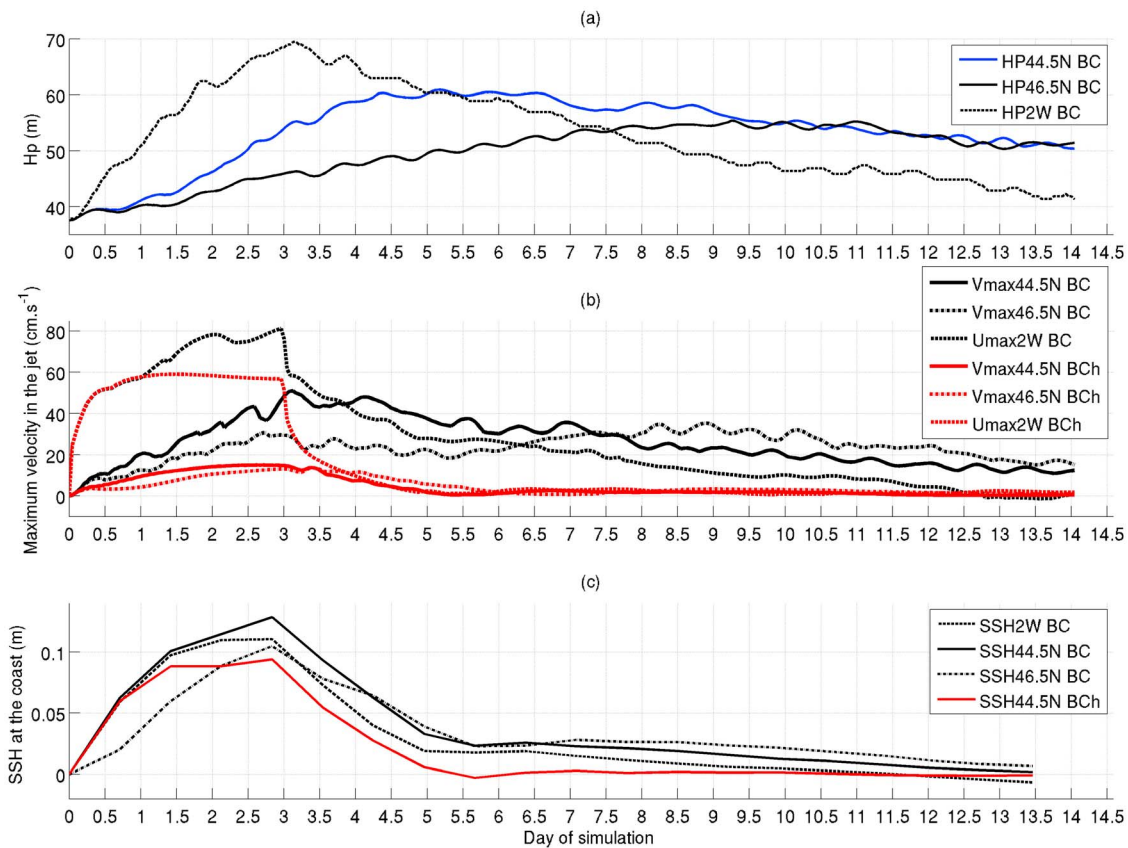 (a)
Hp (m)
70
60
50
40
HP44.5N BC
HP46.5N BC
HP2W BC
0 0.5 1 1.5 2 2.5 3 3.5 4 4.5 5 5.5 6 6.5 7 7.5 8 8.5 9 9.5 10 10.5 11 11.5 12 12.5 13 13.5 14 14.5
(b)
Maximum velocity in the jet (cm.s⁻¹)
80
60
40
20
0
Vmax44.5N BC
Vmax46.5N BC
Umax2W BC
Vmax44.5N BCh
Vmax46.5N BCh
Umax2W BCh
0 0.5 1 1.5 2 2.5 3 3.5 4 4.5 5 5.5 6 6.5 7 7.5 8 8.5 9 9.5 10 10.5 11 11.5 12 12.5 13 13.5 14 14.5
(c)
SSH at the coast (m)
0.1
0.05
0
SSH2W BC
SSH44.5N BC
SSH46.5N BC
SSH44.5N BCh
0 0.5 1 1.5 2 2.5 3 3.5 4 4.5 5 5.5 6 6.5 7 7.5 8 8.5 9 9.5 10 10.5 11 11.5 12 12.5 13 13.5 14 14.5
Day of simulation